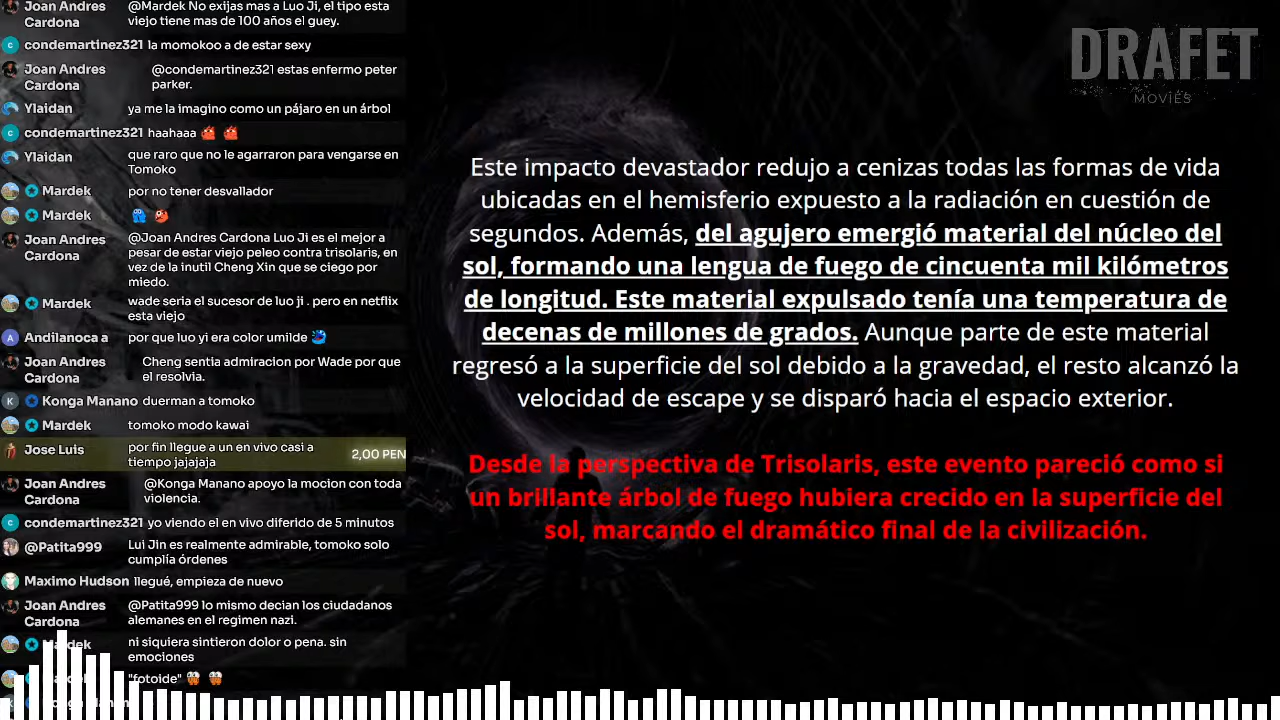 Joan Andres Cardona @Mardek No exijas mas a Luo Ji, el tipo esta
viejo tiene mas de 100 años el guey.
condemartinez321 la momokoo a de estar sexy
Joan Andres Cardona @condemartinez321 estas enfermo peter
parker.
Ylaidan ya me la imagino como un pájaro en un árbol
condemartinez321 haahaaa
Ylaidan que raro que no le agarraron para vengarse en
Tomoko
Mardek por no tener desvallador
Mardek
Joan Andres Cardona @Joan Andres Cardona Luo Ji es el mejor a
pesar de estar viejo peleo contra trisolaris, en
vez de la inutil Cheng Xin que se ciego por
miedo.
Mardek wade seria el sucesor de luo ji . pero en netflix
esta viejo
Andilanoca a por que luo yi era color umilde
Joan Andres Cardona Cheng sentia admiracion por Wade por que
el resolvia.
Konga Manano duerman a tomoko
Mardek tomoko modo kawai
Jose Luis por fin llegue a un en vivo casi a
tiempo jajajaja
2,00 PEN
Joan Andres Cardona @Konga Manano apoyo la mocion con toda
violencia.
condemartinez321 yo viendo el en vivo diferido de 5 minutos
@Patita999 Lui Jin es realmente admirable, tomoko solo
cumplía órdenes
Maximo Hudson llegué, empieza de nuevo
Joan Andres Cardona @Patita999 lo mismo decian los ciudadanos
alemanes en el regimen nazi.
Mardek ni siquiera sintieron dolor o pena. sin
emociones
"fotoide"
DRAFET
MOVIES
Este impacto devastador redujo a cenizas todas las formas de vida
ubicadas en el hemisferio expuesto a la radiación en cuestión de
segundos. Además, del agujero emergió material del núcleo del
sol, formando una lengua de fuego de cincuenta mil kilómetros
de longitud. Este material expulsado tenía una temperatura de
decenas de millones de grados. Aunque parte de este material
regresó a la superficie del sol debido a la gravedad, el resto alcanzó la
velocidad de escape y se disparó hacia el espacio exterior.
Desde la perspectiva de Trisolaris, este evento pareció como si
un brillante árbol de fuego hubiera crecido en la superficie del
sol, marcando el dramático final de la civilización.